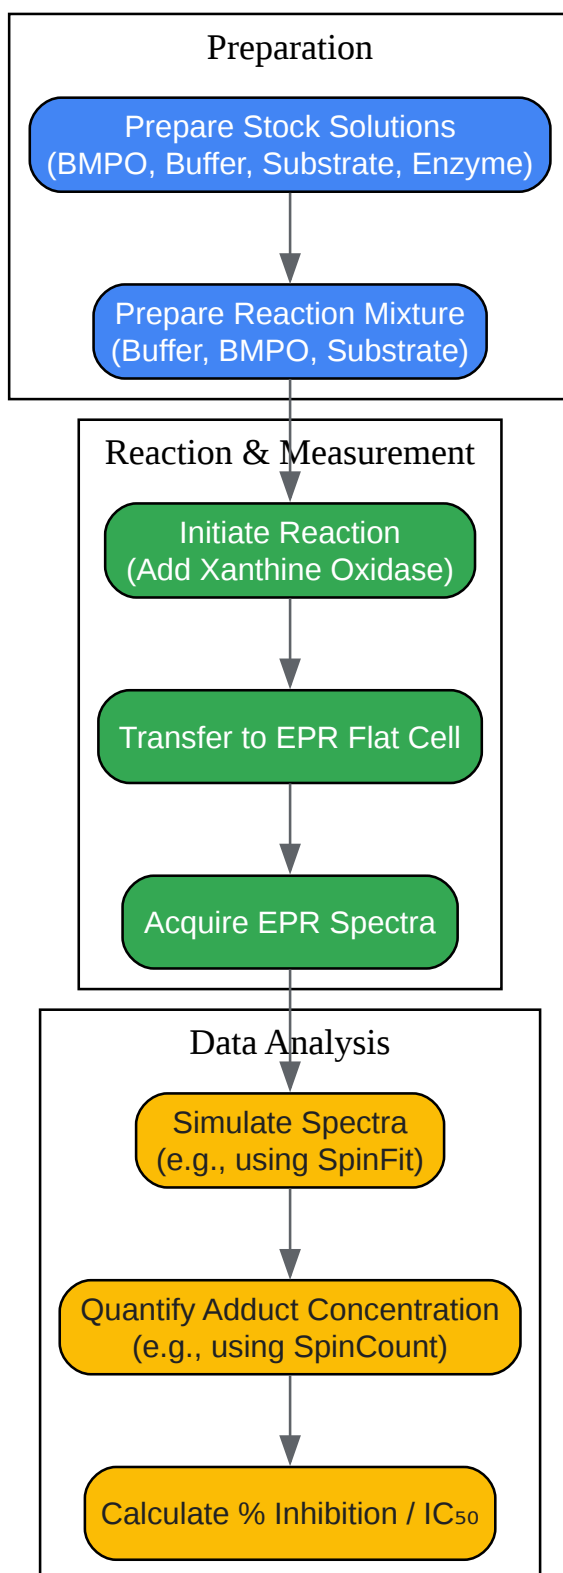 Preparation
Prepare Stock Solutions
(BMPO, Buffer, Substrate, Enzyme)
Prepare Reaction Mixture
(Buffer, BMPO, Substrate)
Reaction & Measurement
Initiate Reaction
(Add Xanthine Oxidase)
Transfer to EPR Flat Cell
Acquire EPR Spectra
Data Analysis
Simulate Spectra
(e.g., using SpinFit)
Quantify Adduct Concentration
(e.g., using SpinCount)
Calculate % Inhibition / IC₅₀